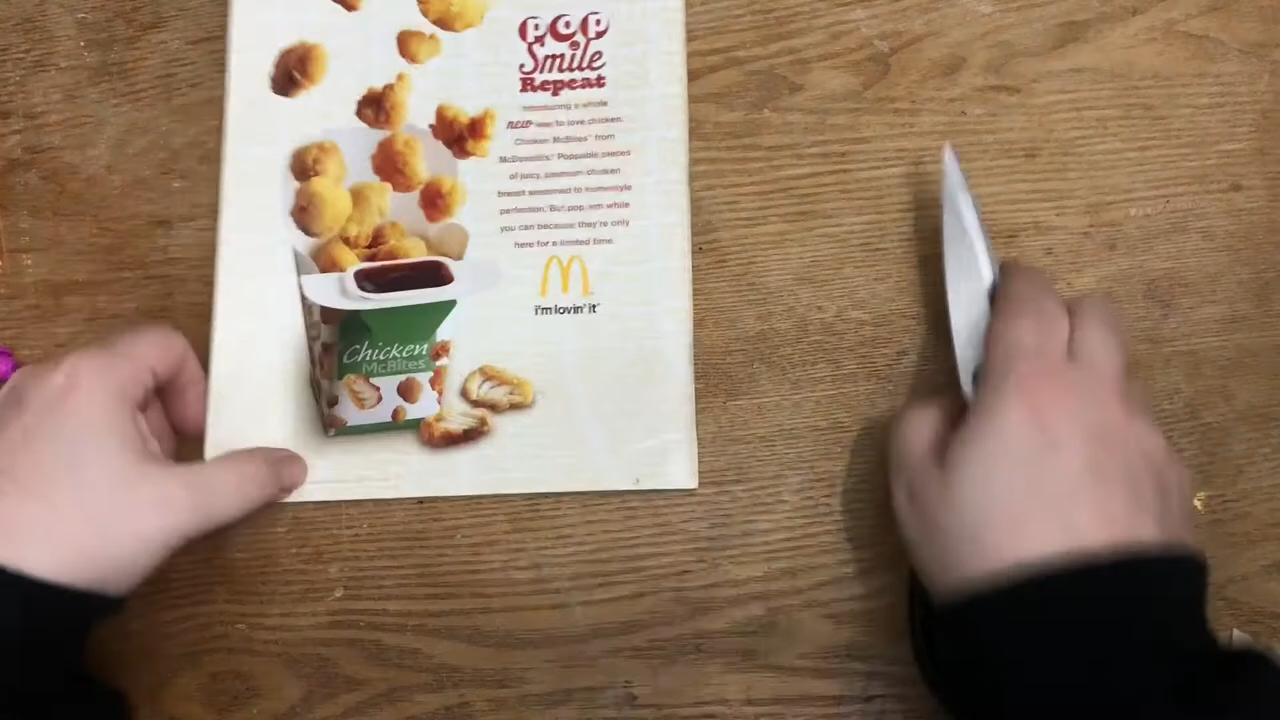 POP
Smile
Repeat
Introducing a whole
new way to love chicken.
Chicken McBites™ from
McDonald's.® Poppable pieces
of juicy, premium chicken
breast seasoned to homestyle
perfection. But pop 'em while
you can because they're only
here for a limited time.
i'm lovin' it™
Chicken
McBites